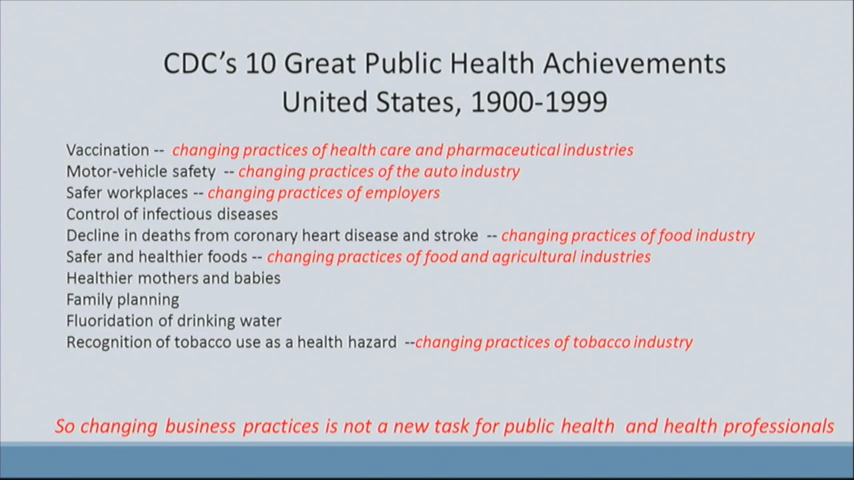 CDC's 10 Great Public Health Achievements
United States, 1900-1999
Vaccination -- changing practices of health care and pharmaceutical industries
Motor-vehicle safety -- changing practices of the auto industry
Safer workplaces -- changing practices of employers
Control of infectious diseases
Decline in deaths from coronary heart disease and stroke -- changing practices of food industry
Safer and healthier foods -- changing practices of food and agricultural industries
Healthier mothers and babies
Family planning
Fluoridation of drinking water
Recognition of tobacco use as a health hazard --changing practices of tobacco industry
So changing business practices is not a new task for public health and health professionals